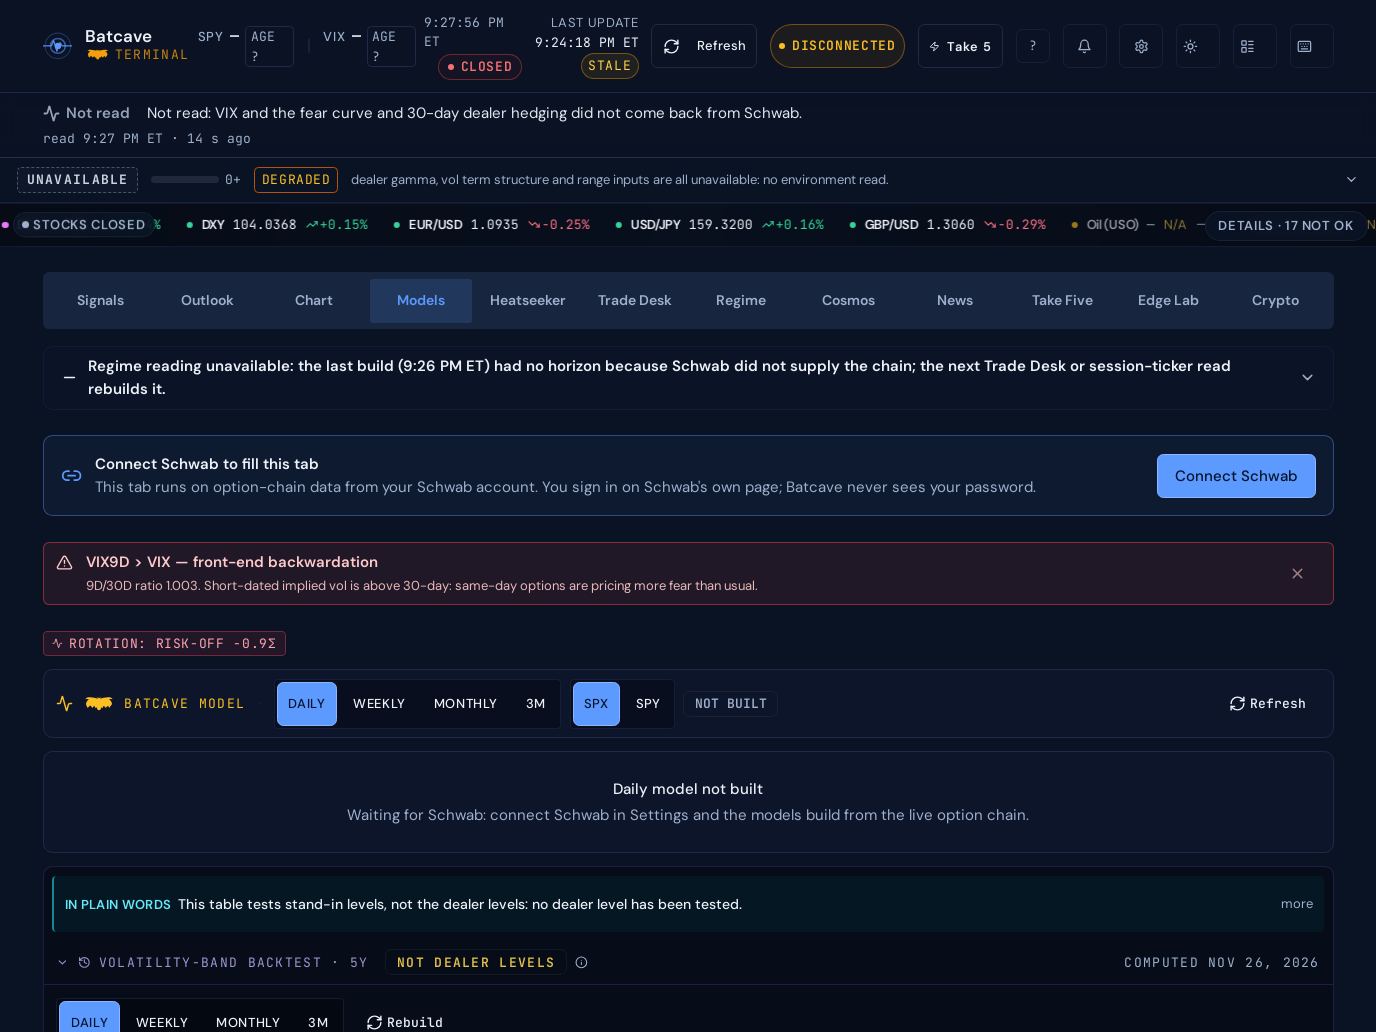 Batcave
TERMINAL
SPY —
AGE ?
VIX —
AGE ?
9:27:56 PM ET
CLOSED
LAST UPDATE
9:24:18 PM ET
STALE
Refresh
DISCONNECTED
Take 5
?
Not read Not read: VIX and the fear curve and 30-day dealer hedging did not come back from Schwab.
read 9:27 PM ET · 14 s ago
UNAVAILABLE 0+ DEGRADED dealer gamma, vol term structure and range inputs are all unavailable: no environment read.
STOCKS CLOSED % DXY 104.0368 +0.15% EUR/USD 1.0935 -0.25% USD/JPY 159.3200 +0.16% GBP/USD 1.3060 -0.29% Oil (USO) — N/A — DETAILS · 17 NOT OK N
Signals Outlook Chart Models Heatseeker Trade Desk Regime Cosmos News Take Five Edge Lab Crypto
— Regime reading unavailable: the last build (9:26 PM ET) had no horizon because Schwab did not supply the chain; the next Trade Desk or session-ticker read
rebuilds it.
Connect Schwab to fill this tab
This tab runs on option-chain data from your Schwab account. You sign in on Schwab's own page; Batcave never sees your password.
Connect Schwab
VIX9D > VIX — front-end backwardation
9D/30D ratio 1.003. Short-dated implied vol is above 30-day: same-day options are pricing more fear than usual.
ROTATION: RISK-OFF -0.9Σ
BATCAVE MODEL DAILY WEEKLY MONTHLY 3M SPX SPY NOT BUILT Refresh
Daily model not built
Waiting for Schwab: connect Schwab in Settings and the models build from the live option chain.
IN PLAIN WORDS This table tests stand-in levels, not the dealer levels: no dealer level has been tested. more
VOLATILITY-BAND BACKTEST · 5Y NOT DEALER LEVELS COMPUTED NOV 26, 2026
DAILY WEEKLY MONTHLY 3M Rebuild